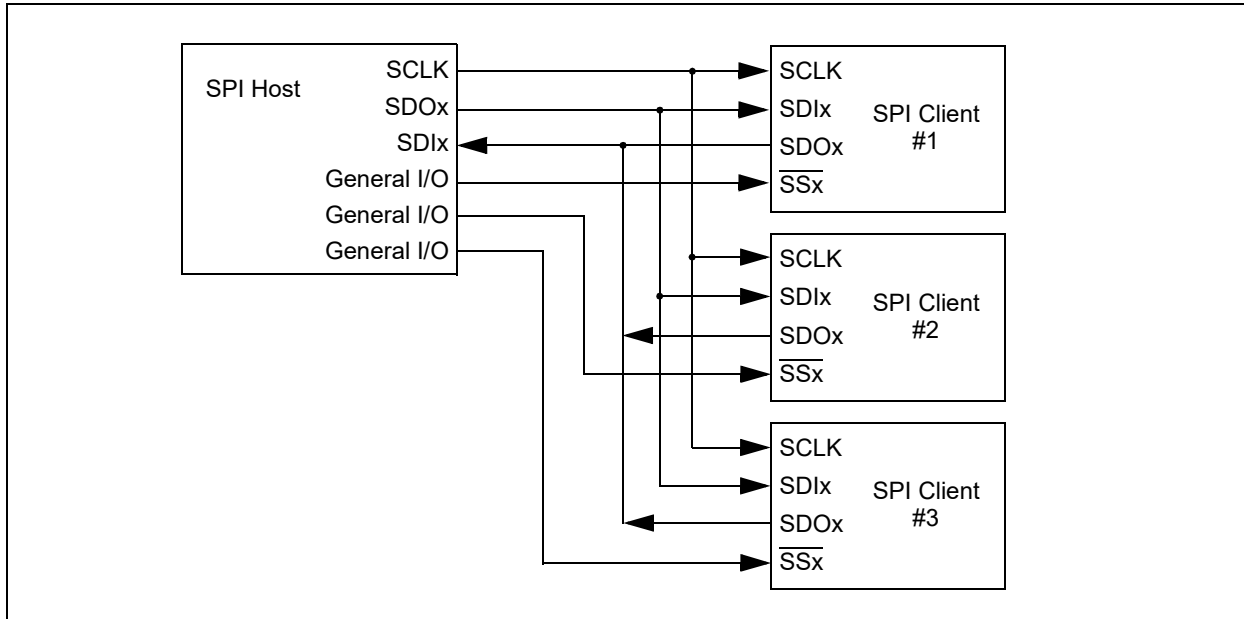 SPI Host
SCLK
SDOx
SDIx
General I/O
General I/O
General I/O
SCLK
SDIx
SDOx
SSx
SPI Client
#1
SCLK
SDIx
SDOx
SSx
SPI Client
#2
SCLK
SDIx
SDOx
SSx
SPI Client
#3